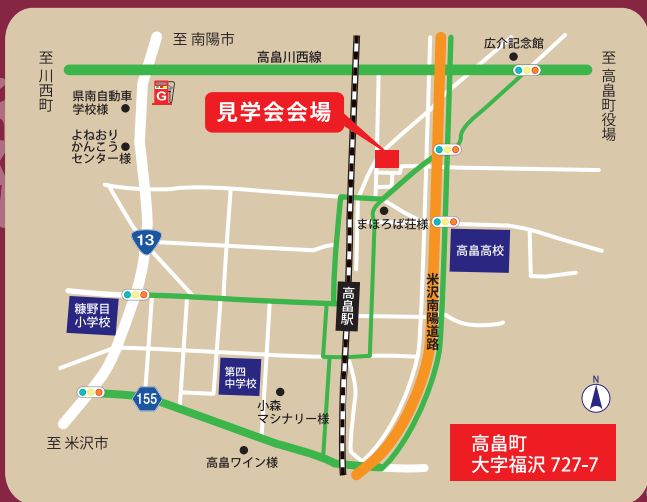 至 南陽市
高畠川西線
広介記念館
至 川西町
至 高畠町役場
G
県南自動車
学校様
見学会会場
よねおり
かんこう
センター様
まほろば荘様
13
高畠高校
米沢南陽道路
高畠駅
糠野目
小学校
第四
中学校
155
小森
マシナリー様
N
至 米沢市
高畠ワイン様
高畠町
大字福沢 727-7